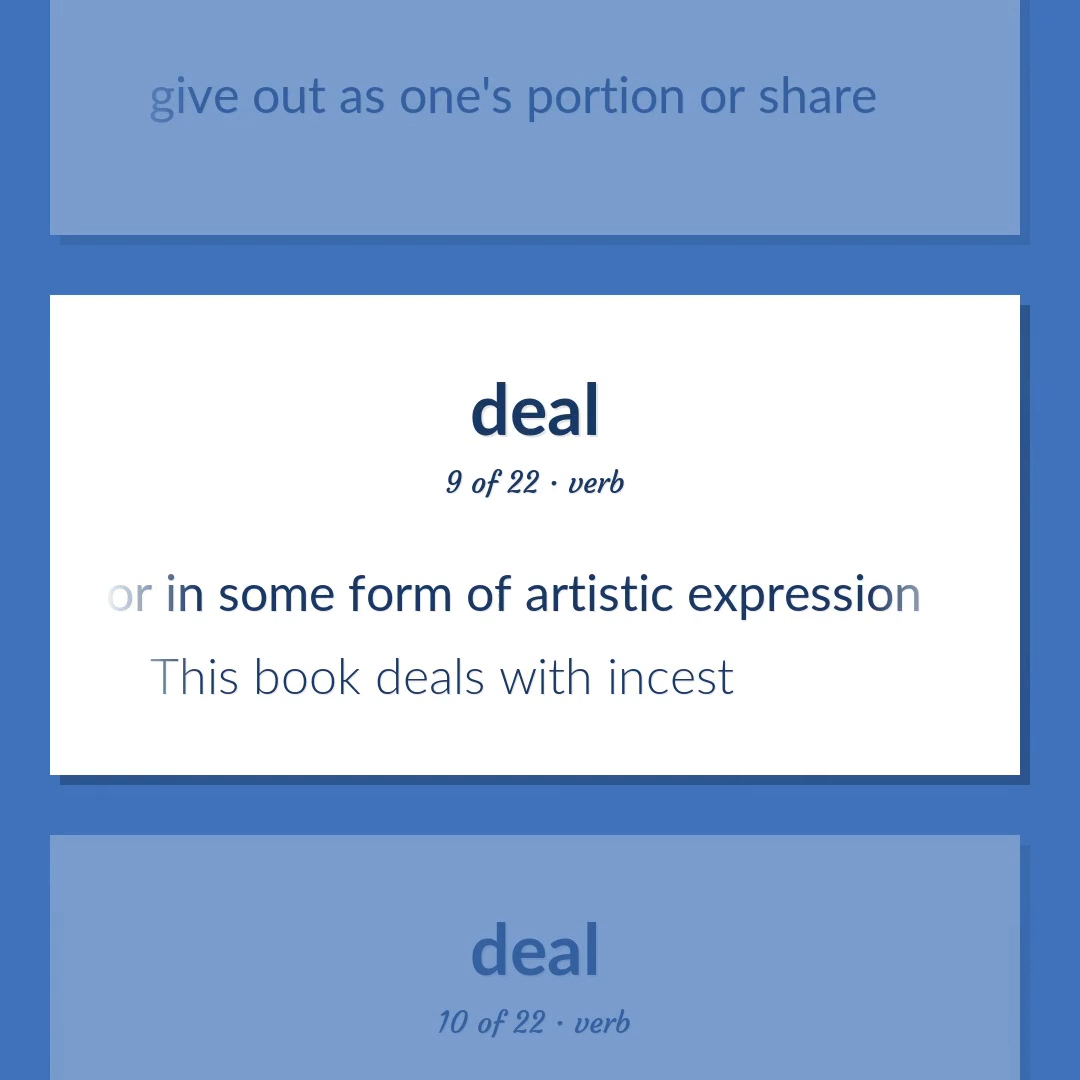 give out as one's portion or share
deal
9 of 22 · verb
or in some form of artistic expression
This book deals with incest
deal
10 of 22 · verb